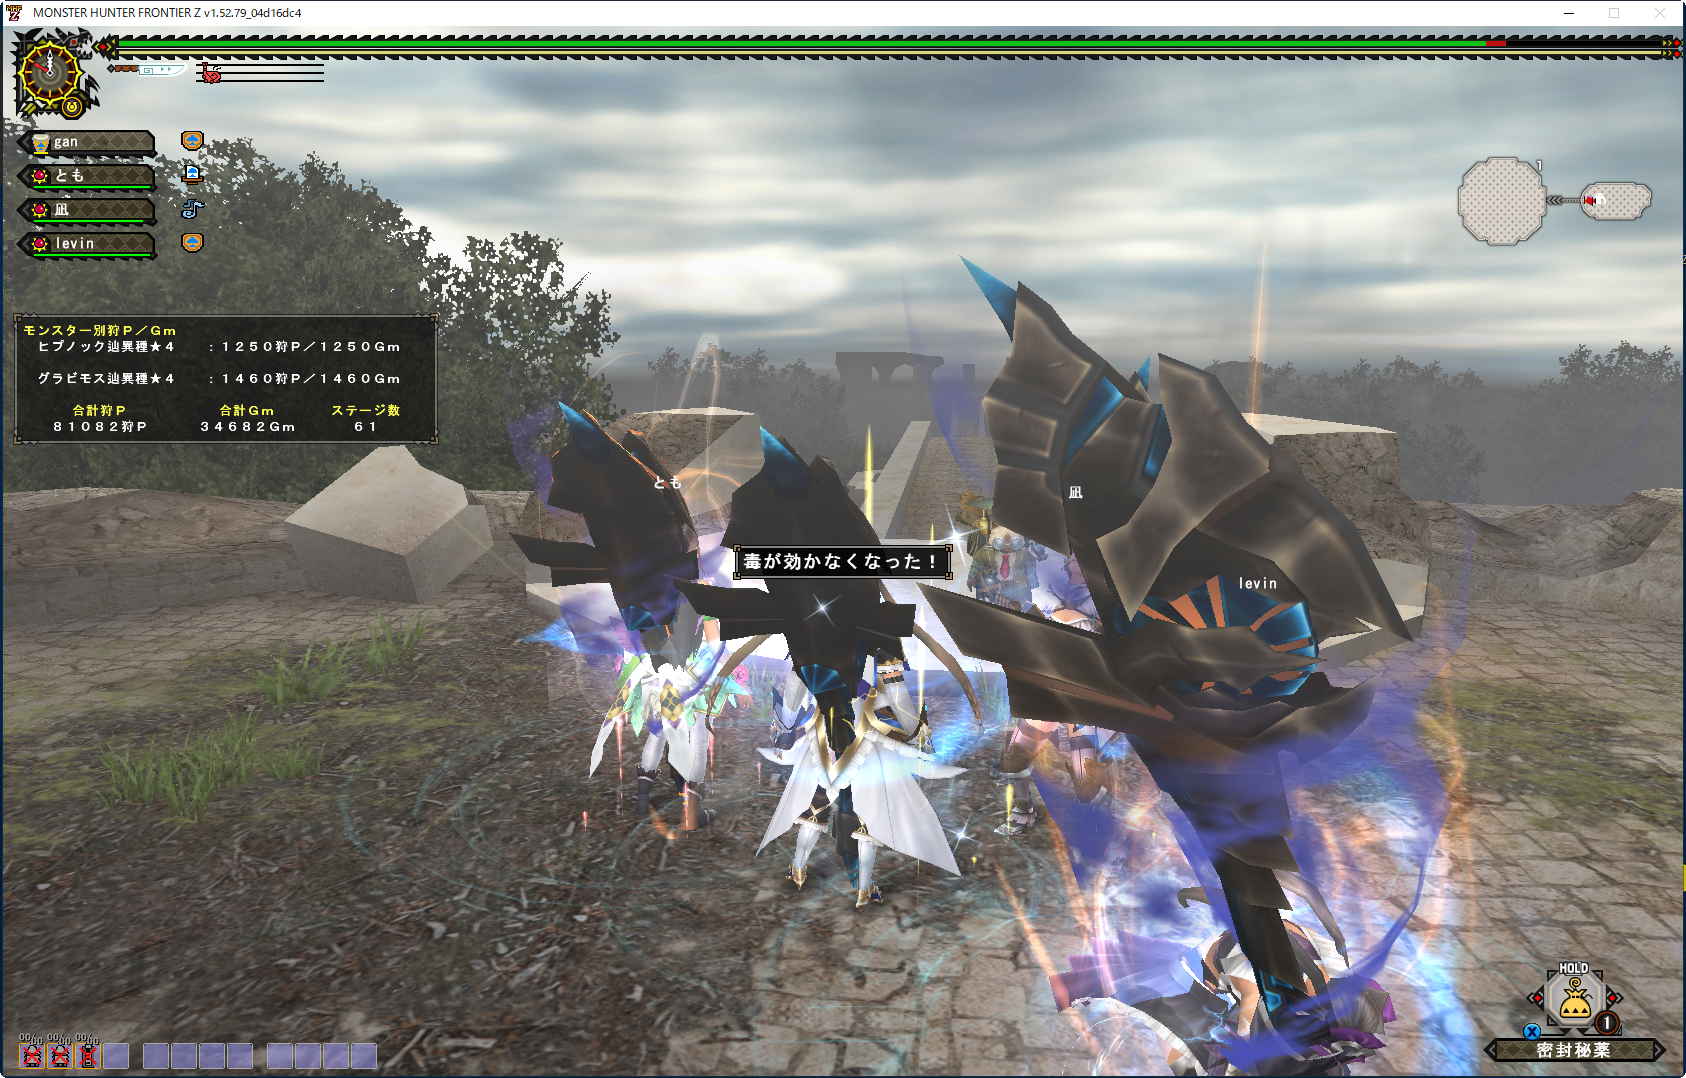 MONSTER HUNTER FRONTIER Z v1.52.79_04d16dc4
gan
とも
凪
levin
1
モンスター別狩Ｐ／Ｇｍ
ヒプノック辿異種★４　：１２５０狩Ｐ／１２５０Ｇｍ
グラビモス辿異種★４　：１４６０狩Ｐ／１４６０Ｇｍ
合計狩Ｐ　合計Ｇｍ　ステージ数
８１０８２狩Ｐ　３４６８２Ｇｍ　６１
とも
凪
毒が効かなくなった！
levin
HOLD
1
X
密封秘薬